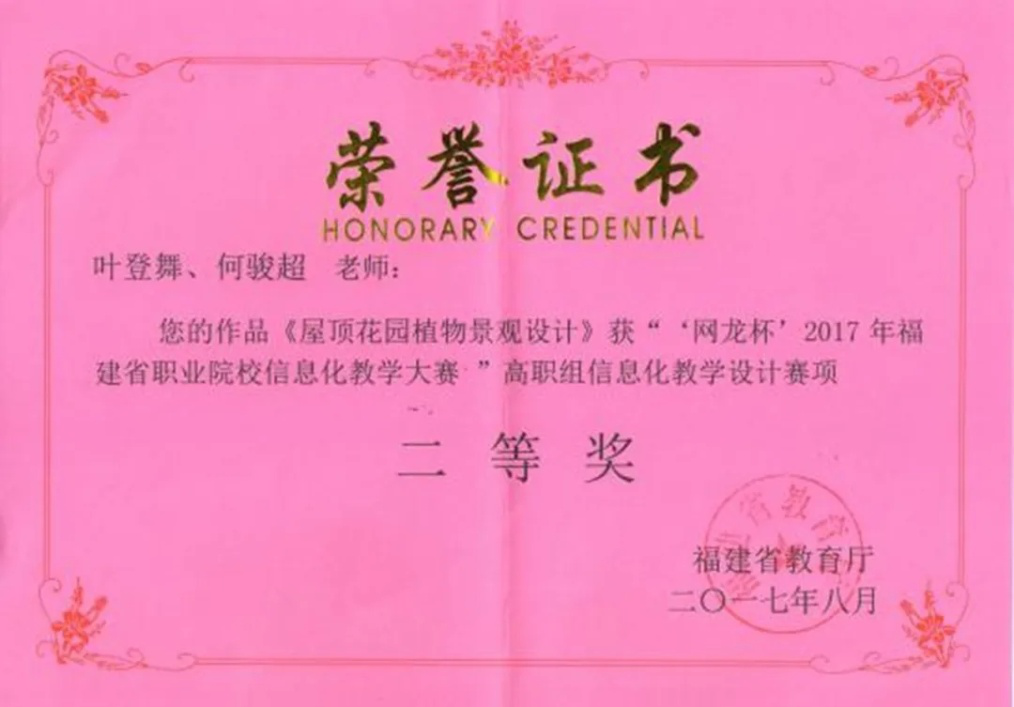 荣誉证书
HONORARY CREDENTIAL
叶登舞、何骏超 老师：
您的作品《屋顶花园植物景观设计》获“‘网龙杯’2017年福
建省职业院校信息化教学大赛”高职组信息化教学设计赛项
二等奖
福建省教育厅
二〇一七年八月